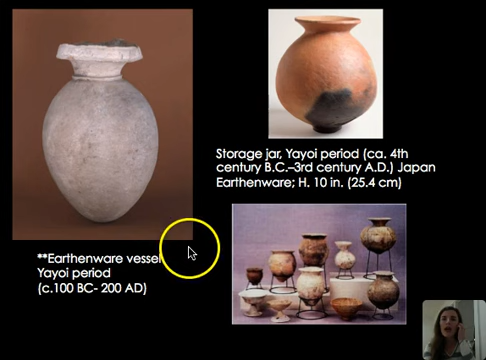 Storage jar, Yayoi period (ca. 4th
century B.C.–3rd century A.D.) Japan
Earthenware; H. 10 in. (25.4 cm)
**Earthenware vessel
Yayoi period
(c.100 BC- 200 AD)